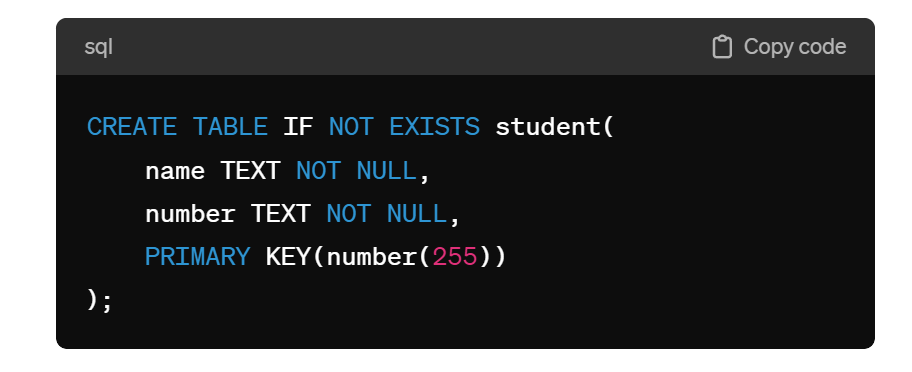 sql
Copy code
CREATE TABLE IF NOT EXISTS student(
    name TEXT NOT NULL,
    number TEXT NOT NULL,
    PRIMARY KEY(number(255))
);